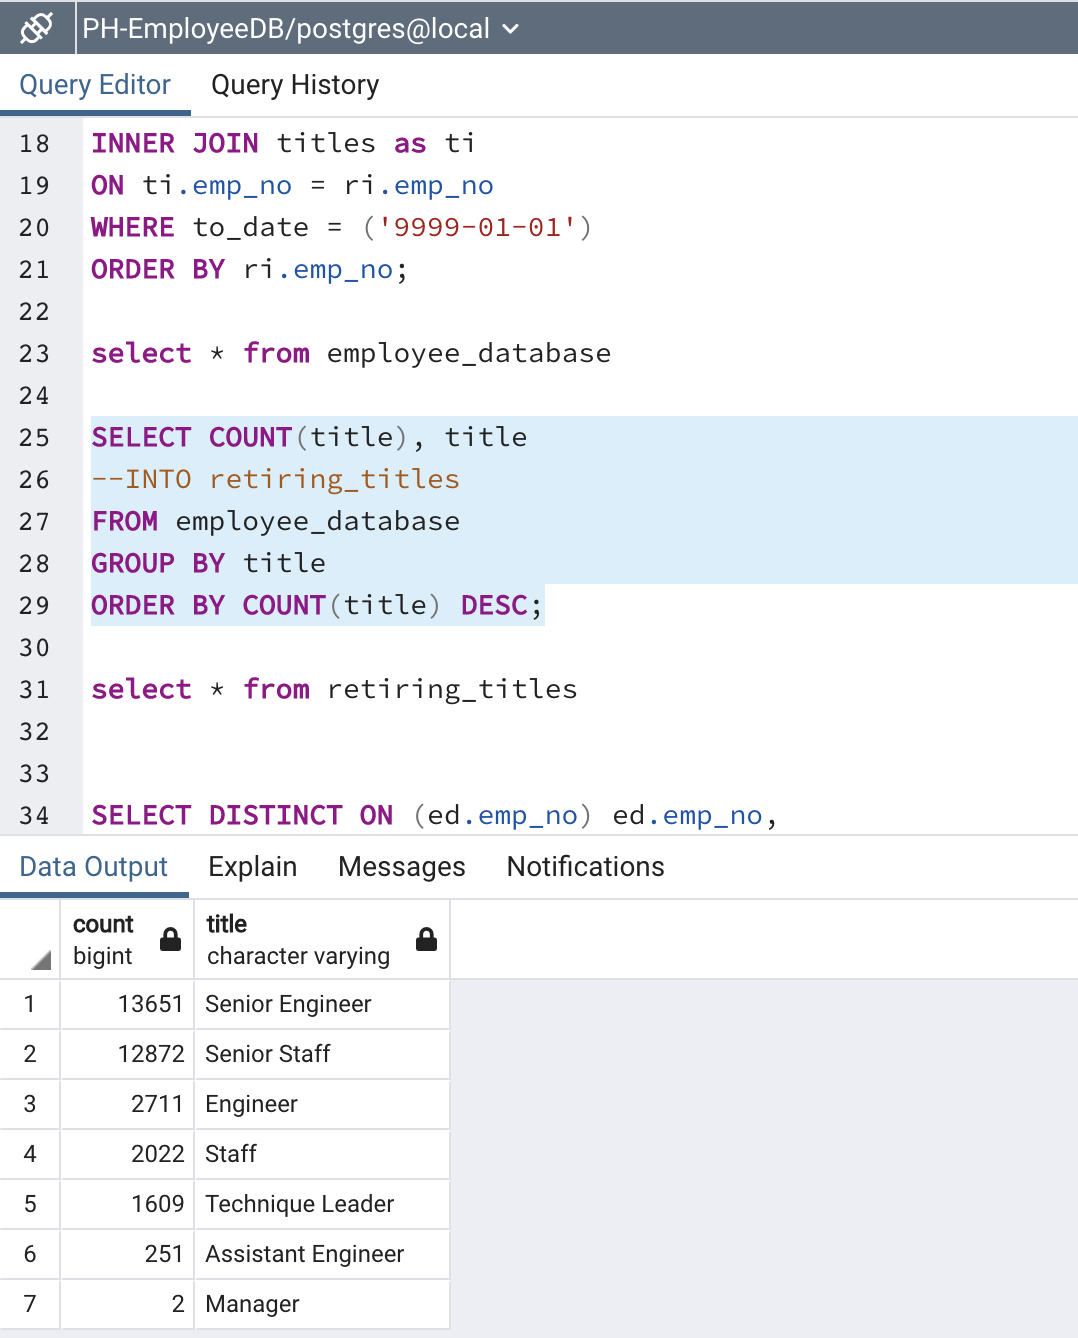 PH-EmployeeDB/postgres@local
Query Editor Query History
18 INNER JOIN titles as ti
19 ON ti.emp_no = ri.emp_no
20 WHERE to_date = ('9999-01-01')
21 ORDER BY ri.emp_no;
22
23 select * from employee_database
24
25 SELECT COUNT(title), title
26 --INTO retiring_titles
27 FROM employee_database
28 GROUP BY title
29 ORDER BY COUNT(title) DESC;
30
31 select * from retiring_titles
32
33
34 SELECT DISTINCT ON (ed.emp_no) ed.emp_no,
Data Output Explain Messages Notifications
count title
bigint character varying
1 13651 Senior Engineer
2 12872 Senior Staff
3 2711 Engineer
4 2022 Staff
5 1609 Technique Leader
6 251 Assistant Engineer
7 2 Manager